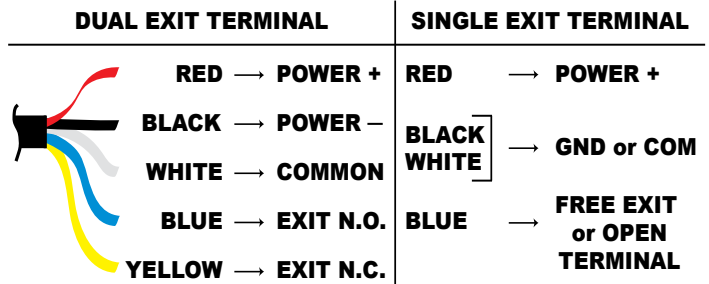 DUAL EXIT TERMINAL
RED → POWER +
BLACK → POWER –
WHITE → COMMON
BLUE → EXIT N.O.
YELLOW → EXIT N.C.
SINGLE EXIT TERMINAL
RED → POWER +
BLACK
WHITE → GND or COM
BLUE → FREE EXIT
or OPEN
TERMINAL